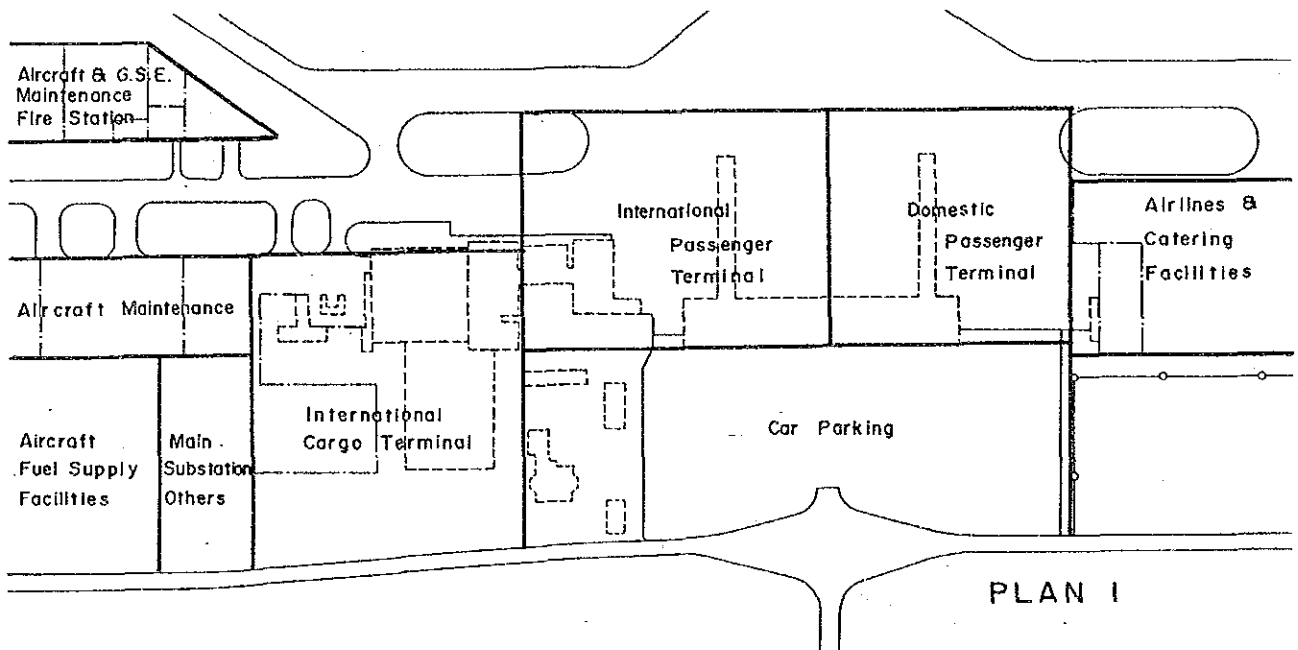 Aircraft & G.S.E.
Maintenance
Fire Station
International
Passenger
Terminal
Domestic
Passenger
Terminal
Airlines &
Catering
Facilities
Aircraft Maintenance
Aircraft
Fuel Supply
Facilities
Main
Substation
Others
International
Cargo Terminal
Car Parking
PLAN 1